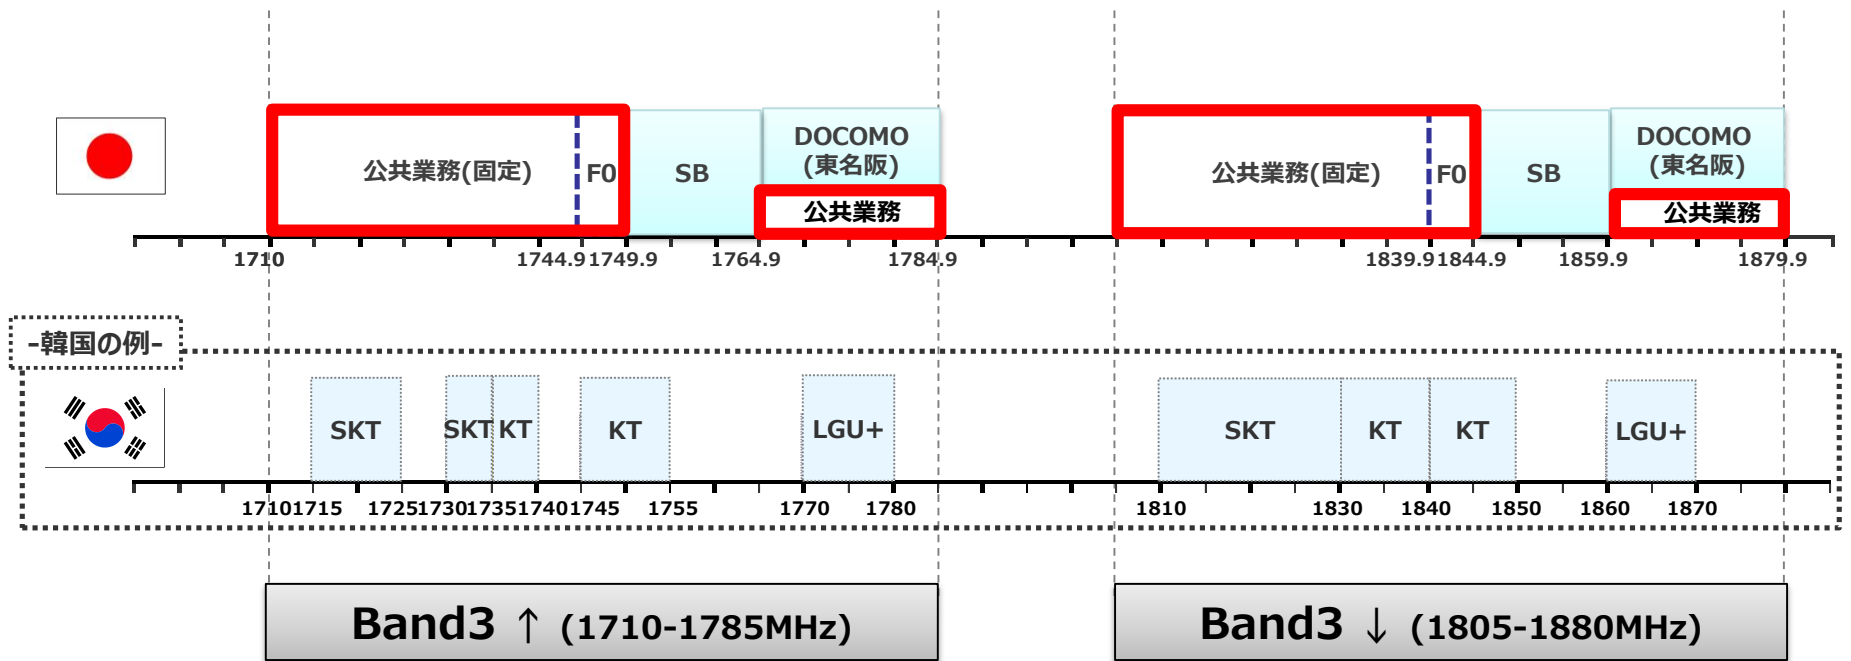 公共業務(固定)
F0
SB
DOCOMO
(東名阪)
公共業務
公共業務(固定)
F0
SB
DOCOMO
(東名阪)
公共業務
1710
1744.9
1749.9
1764.9
1784.9
1839.9
1844.9
1859.9
1879.9
-韓国の例-
SKT
SKT
KT
KT
LGU+
SKT
KT
KT
LGU+
1710
1715
1725
1730
1735
1740
1745
1755
1770
1780
1810
1830
1840
1850
1860
1870
Band3 ↑ (1710-1785MHz)
Band3 ↓ (1805-1880MHz)